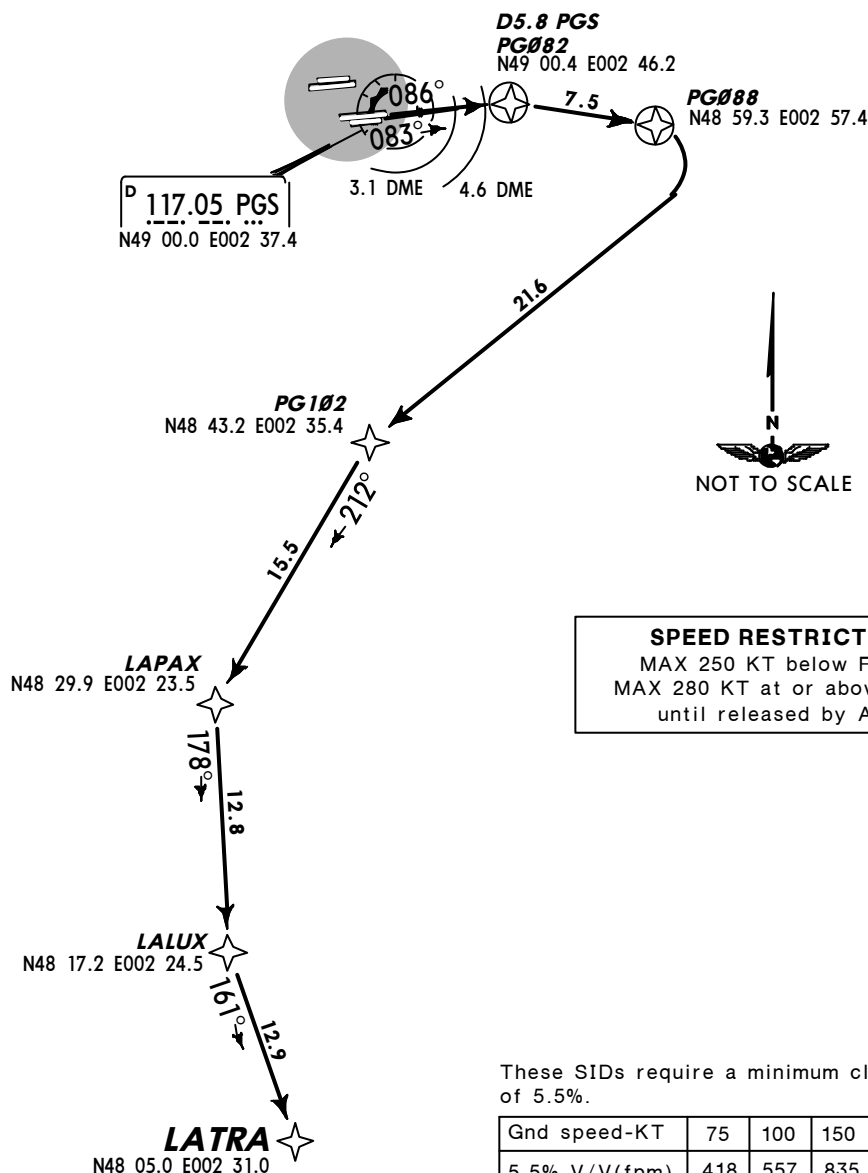 D5.8 PGS
PGØ82
N49 00.4 E002 46.2
086°
7.5
PGØ88
N48 59.3 E002 57.4
083°
3.1 DME
4.6 DME
D 117.05 PGS
N49 00.0 E002 37.4
21.6
PG1Ø2
N48 43.2 E002 35.4
N
NOT TO SCALE
212°
15.5
SPEED RESTRICT
MAX 250 KT below F
MAX 280 KT at or abov
until released by A
LAPAX
N48 29.9 E002 23.5
178°
12.8
LALUX
N48 17.2 E002 24.5
161°
12.9
These SIDs require a minimum cl
of 5.5%.
LATRA
N48 05.0 E002 31.0
Gnd speed-KT 75 100 150
5.5% V/V(fpm) 418 557 835